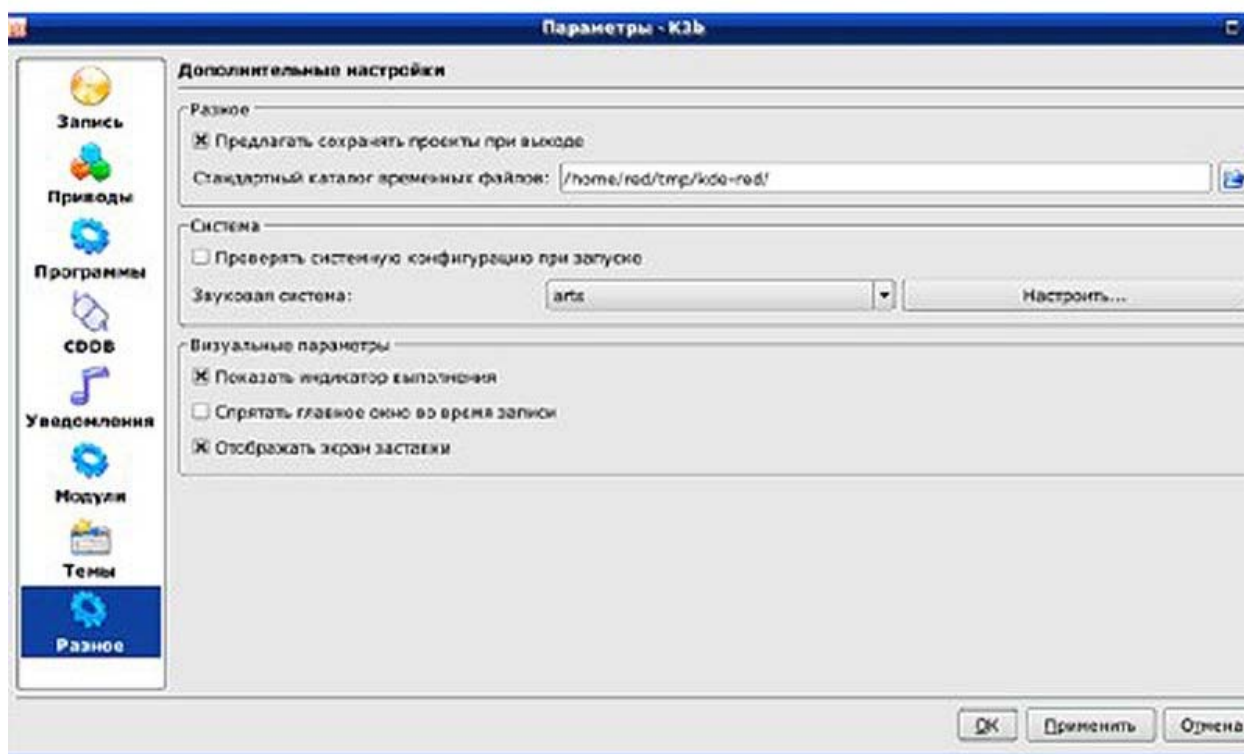 Параметры - K3b
Запись
Приводы
Программы
CDDB
Уведомления
Модули
Темы
Разное
Дополнительные настройки
Разное
Предлагать сохранять проекты при выходе
Стандартный каталог временных файлов: /home/red/tmp/kde-red/
Система
Проверять системную конфигурацию при запуске
Звуковая система: arts Настроить...
Визуальные параметры
Показать индикатор выполнения
Спрятать главное окно во время записи
Отображать экран заставки
OK Применить Отмена